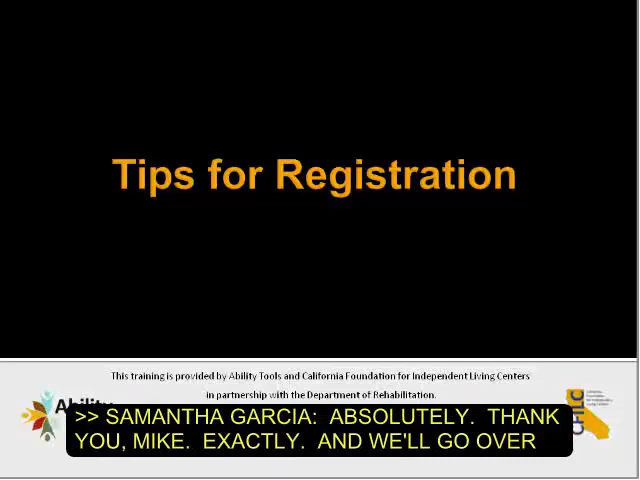 Tips for Registration
This training is provided by Ability Tools and California Foundation for Independent Living Centers
in partnership with the Department of Rehabilitation.
Ability
>> SAMANTHA GARCIA:  ABSOLUTELY.  THANK
YOU, MIKE.  EXACTLY.  AND WE'LL GO OVER